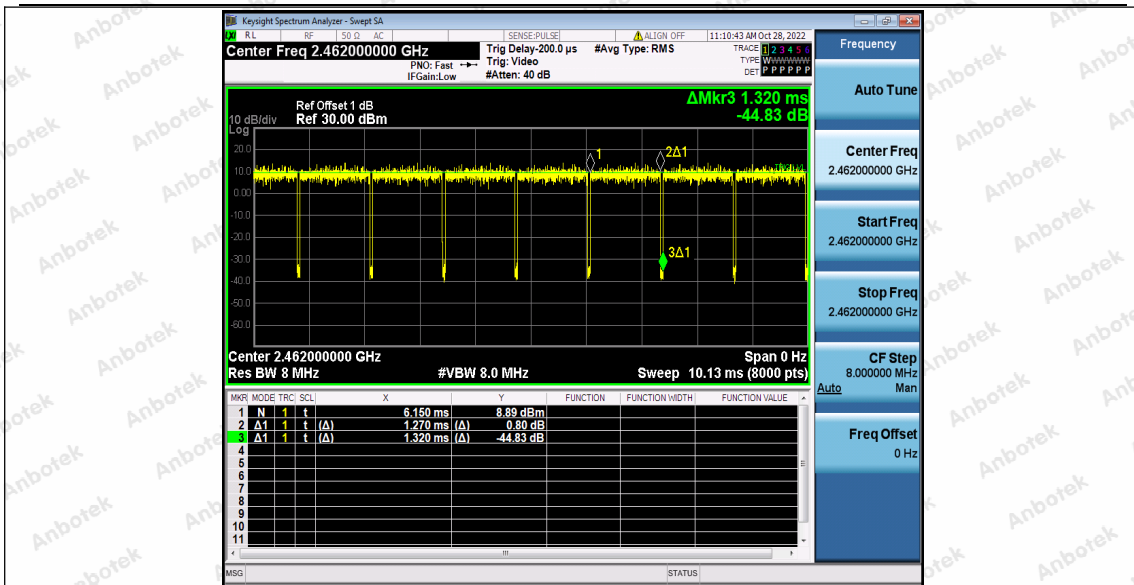 Keysight Spectrum Analyzer - Swept SA
RL RF 50 Ω AC SENSE:PULSE ALIGN OFF 11:10:43 AM Oct 28, 2022
Center Freq 2.462000000 GHz
PNO: Fast
IFGain:Low
Trig Delay-200.0 µs
Trig: Video
#Atten: 40 dB
#Avg Type: RMS
TRACE 1 2 3 4 5 6
TYPE WWWWWW
DET P P P P P P
ΔMkr3 1.320 ms
-44.83 dB
Ref Offset 1 dB
10 dB/div Ref 30.00 dBm
Log
20.0
10.0
0.00
-10.0
-20.0
-30.0
-40.0
-50.0
-60.0
1
2Δ1
3Δ1
Center 2.462000000 GHz Span 0 Hz
Res BW 8 MHz #VBW 8.0 MHz Sweep 10.13 ms (8000 pts)
MKR MODE TRC SCL X Y FUNCTION FUNCTION WIDTH FUNCTION VALUE
1 N 1 t 6.150 ms 8.89 dBm
2 Δ1 1 t (Δ) 1.270 ms (Δ) 0.80 dB
3 Δ1 1 t (Δ) 1.320 ms (Δ) -44.83 dB
4
5
6
7
8
9
10
11
MSG STATUS
Frequency
Auto Tune
Center Freq
2.462000000 GHz
Start Freq
2.462000000 GHz
Stop Freq
2.462000000 GHz
CF Step
8.000000 MHz
Auto Man
Freq Offset
0 Hz
Anbotek